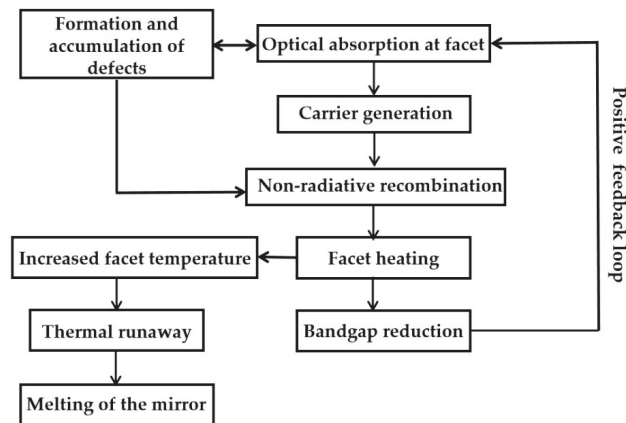 Formation and
accumulation of
defects
Optical absorption at facet
Carrier generation
Non-radiative recombination
Increased facet temperature
Facet heating
Thermal runaway
Bandgap reduction
Melting of the mirror
Positive feedback loop